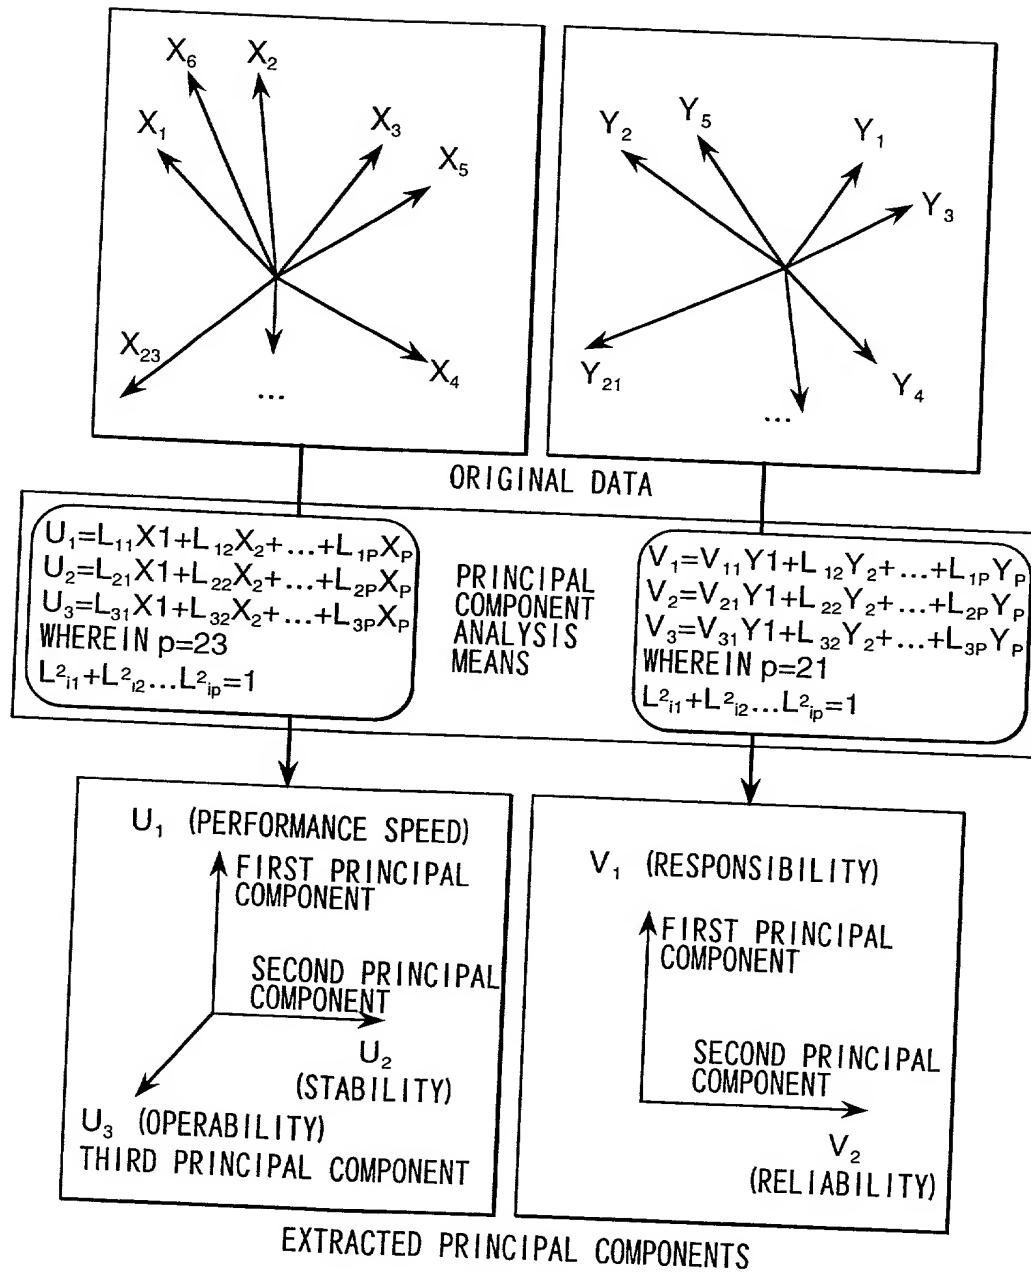 X₆ X₂
X₁ X₃
X₅
X₂₃
X₄
...
Y₂ Y₅ Y₁
Y₃
Y₂₁
Y₄
...
ORIGINAL DATA
U₁=L₁₁X1+L₁₂X₂+...+L₁ₚXₚ
U₂=L₂₁X1+L₂₂X₂+...+L₂ₚXₚ
U₃=L₃₁X1+L₃₂X₂+...+L₃ₚXₚ
WHEREIN p=23
L²ᵢ₁+L²ᵢ₂...L²ᵢₚ=1
PRINCIPAL
COMPONENT
ANALYSIS
MEANS
V₁=V₁₁Y1+L₁₂Y₂+...+L₁ₚYₚ
V₂=V₂₁Y1+L₂₂Y₂+...+L₂ₚYₚ
V₃=V₃₁Y1+L₃₂Y₂+...+L₃ₚYₚ
WHEREIN p=21
L²ᵢ₁+L²ᵢ₂...L²ᵢₚ=1
U₁ (PERFORMANCE SPEED)
FIRST PRINCIPAL
COMPONENT
SECOND PRINCIPAL
COMPONENT
U₂
(STABILITY)
U₃ (OPERABILITY)
THIRD PRINCIPAL COMPONENT
V₁ (RESPONSIBILITY)
FIRST PRINCIPAL
COMPONENT
SECOND PRINCIPAL
COMPONENT
V₂
(RELIABILITY)
EXTRACTED PRINCIPAL COMPONENTS